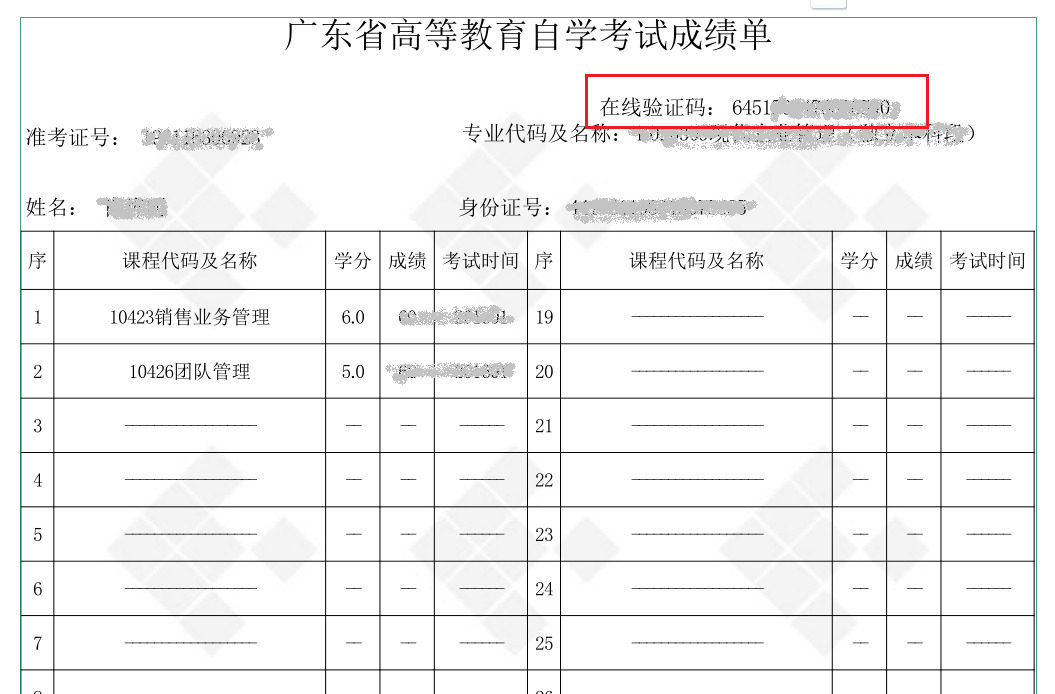 广东省高等教育自学考试成绩单
在线验证码： 6451
准考证号：
专业代码及名称：
姓名：
身份证号：
序 课程代码及名称 学分 成绩 考试时间 序 课程代码及名称 学分 成绩 考试时间
1 10423销售业务管理 6.0 19 —————— — — ———
2 10426团队管理 5.0 20 —————— — — ———
3 —————— — — ——— 21 —————— — — ———
4 —————— — — ——— 22 —————— — — ———
5 —————— — — ——— 23 —————— — — ———
6 —————— — — ——— 24 —————— — — ———
7 —————— — — ——— 25 —————— — — ———